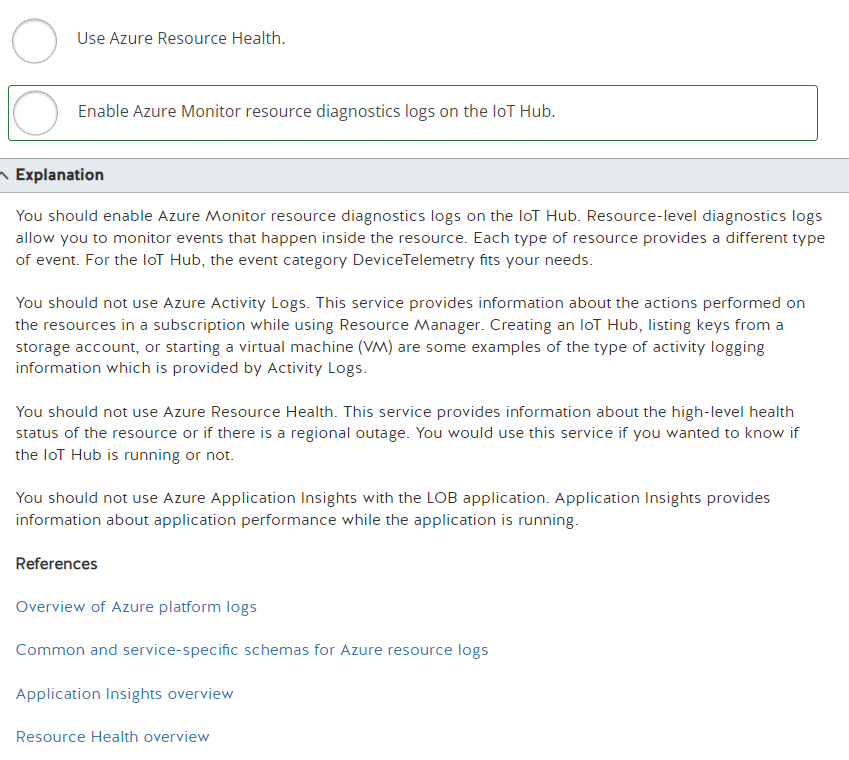 Use Azure Resource Health.
Enable Azure Monitor resource diagnostics logs on the IoT Hub.
Explanation
You should enable Azure Monitor resource diagnostics logs on the IoT Hub. Resource-level diagnostics logs
allow you to monitor events that happen inside the resource. Each type of resource provides a different type
of event. For the IoT Hub, the event category DeviceTelemetry fits your needs.
You should not use Azure Activity Logs. This service provides information about the actions performed on
the resources in a subscription while using Resource Manager. Creating an IoT Hub, listing keys from a
storage account, or starting a virtual machine (VM) are some examples of the type of activity logging
information which is provided by Activity Logs.
You should not use Azure Resource Health. This service provides information about the high-level health
status of the resource or if there is a regional outage. You would use this service if you wanted to know if
the IoT Hub is running or not.
You should not use Azure Application Insights with the LOB application. Application Insights provides
information about application performance while the application is running.
References
Overview of Azure platform logs
Common and service-specific schemas for Azure resource logs
Application Insights overview
Resource Health overview